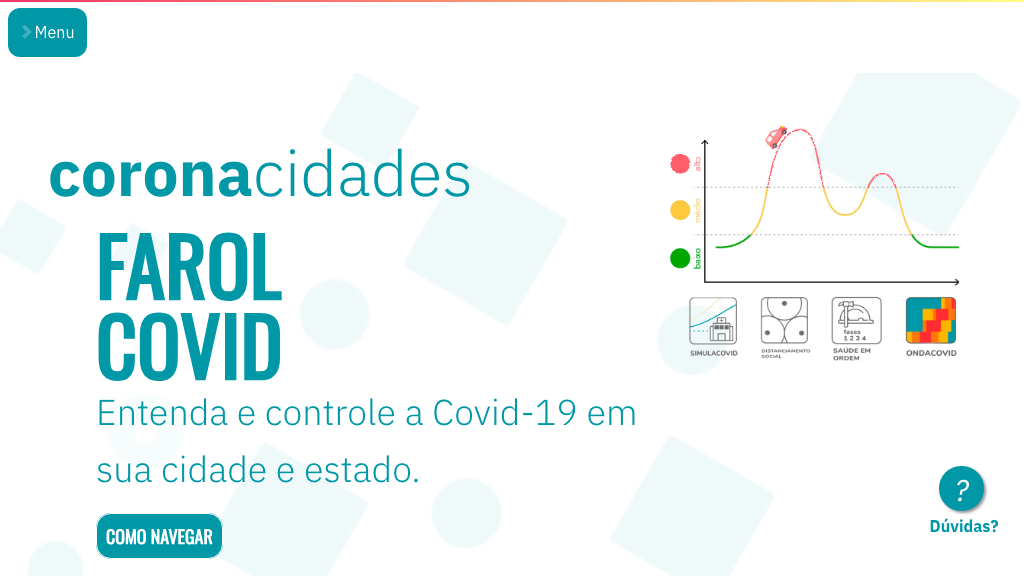 Menu
coronacidades
FAROL
COVID
Entenda e controle a Covid-19 em
sua cidade e estado.
COMO NAVEGAR
alto
médio
baixo
fases
1 2 3 4
SIMULACOVID
DISTANCIAMENTO
SOCIAL
SAÚDE EM
ORDEM
ONDACOVID
?
Dúvidas?